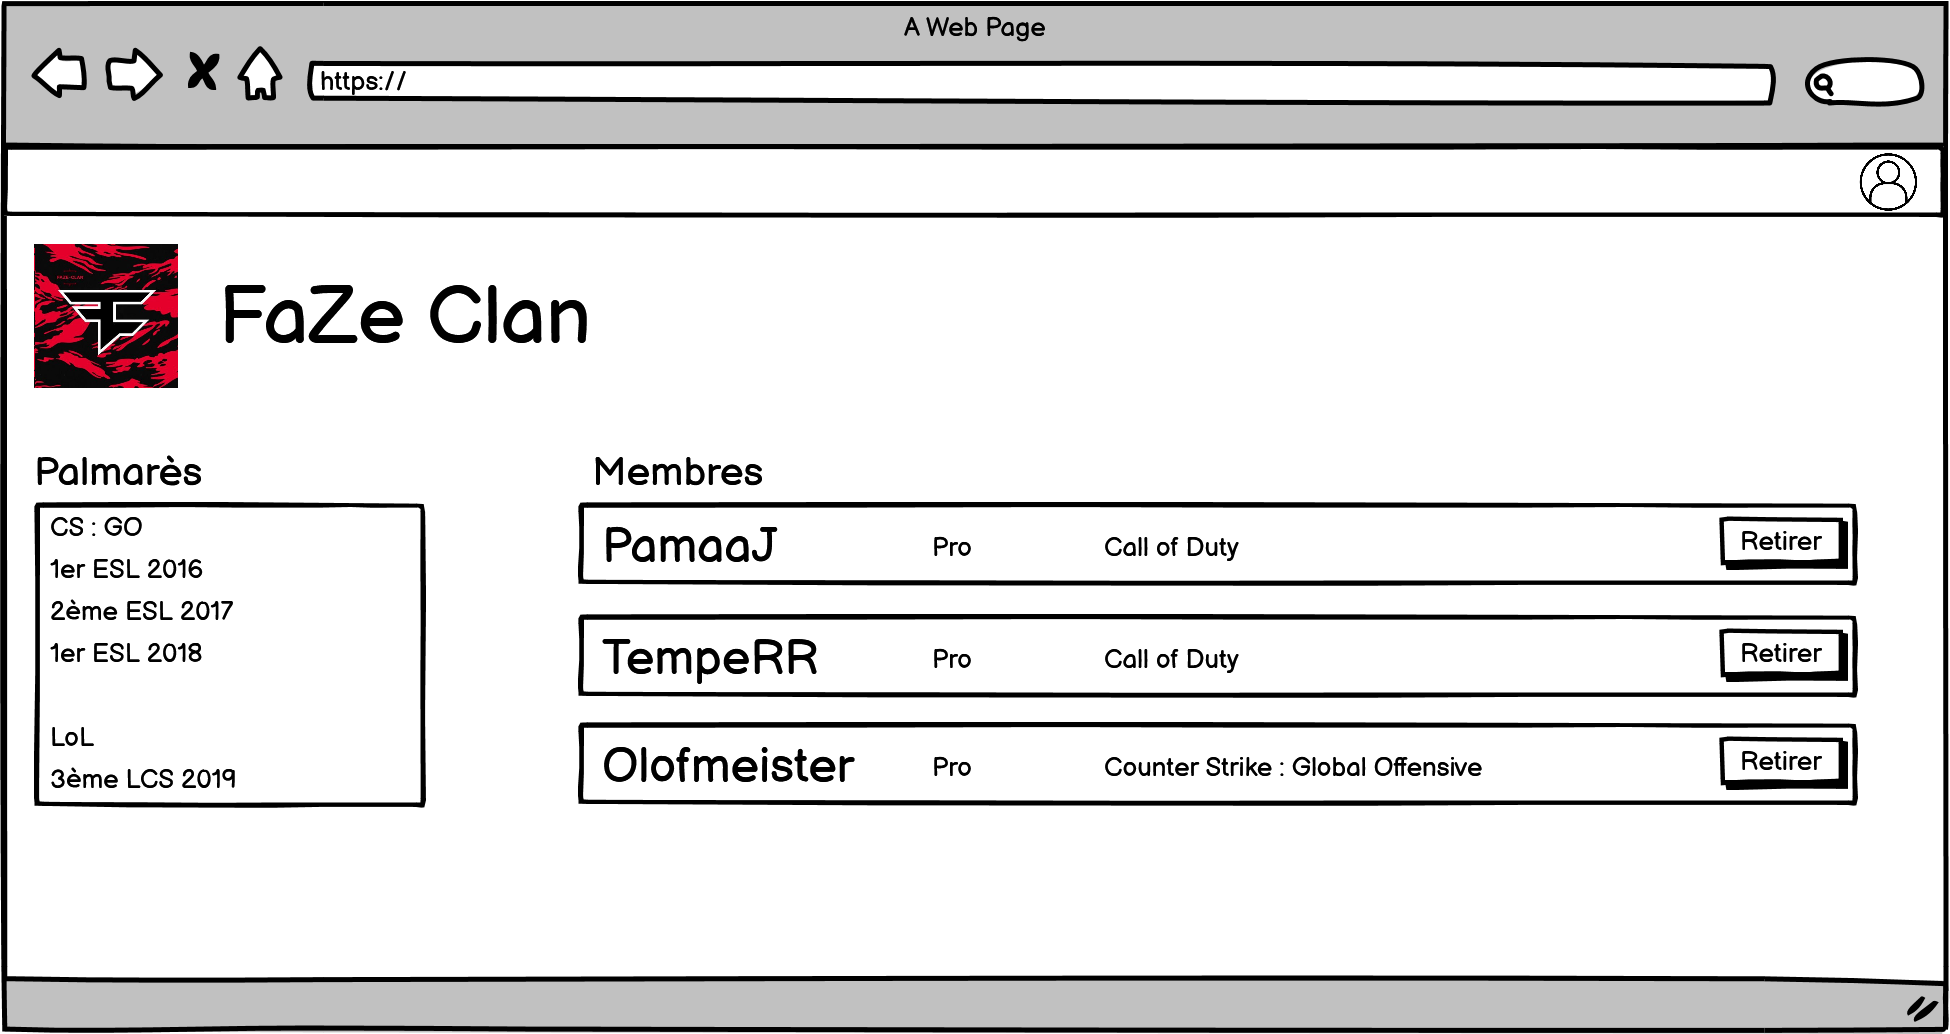 A Web Page
https://
FAZE CLAN
FaZe Clan
Palmarès
CS : GO
1er ESL 2016
2ème ESL 2017
1er ESL 2018
LoL
3ème LCS 2019
Membres
PamaaJ Pro Call of Duty Retirer
TempeRR Pro Call of Duty Retirer
Olofmeister Pro Counter Strike : Global Offensive Retirer